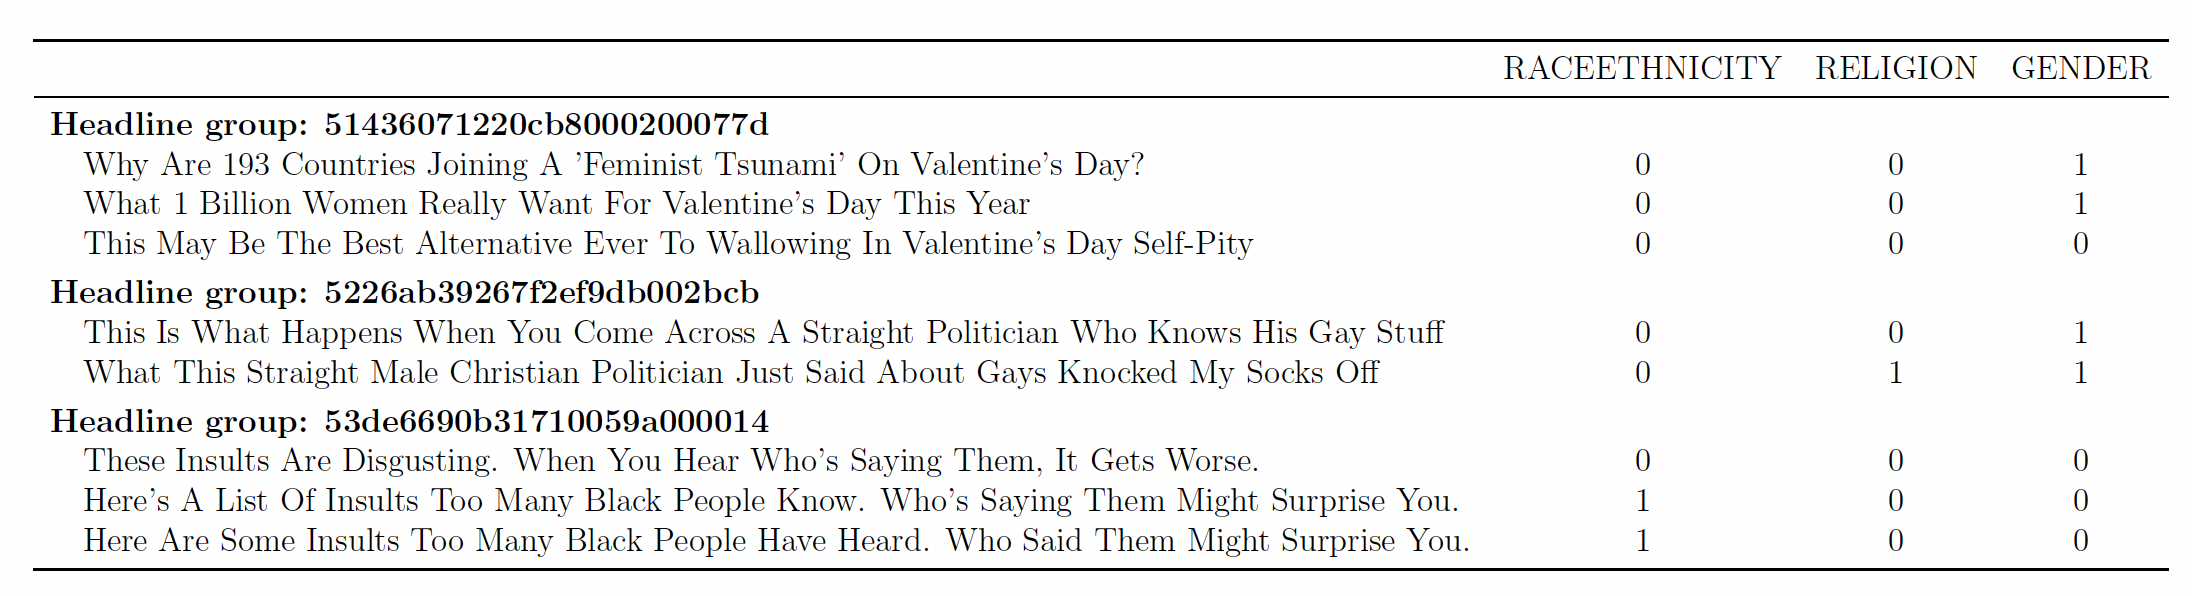 RACEETHNICITY RELIGION GENDER
Headline group: 51436071220cb8000200077d
Why Are 193 Countries Joining A 'Feminist Tsunami' On Valentine's Day? 0 0 1
What 1 Billion Women Really Want For Valentine's Day This Year 0 0 1
This May Be The Best Alternative Ever To Wallowing In Valentine's Day Self-Pity 0 0 0
Headline group: 5226ab39267f2ef9db002bcb
This Is What Happens When You Come Across A Straight Politician Who Knows His Gay Stuff 0 0 1
What This Straight Male Christian Politician Just Said About Gays Knocked My Socks Off 0 1 1
Headline group: 53de6690b31710059a000014
These Insults Are Disgusting. When You Hear Who's Saying Them, It Gets Worse. 0 0 0
Here's A List Of Insults Too Many Black People Know. Who's Saying Them Might Surprise You. 1 0 0
Here Are Some Insults Too Many Black People Have Heard. Who Said Them Might Surprise You. 1 0 0